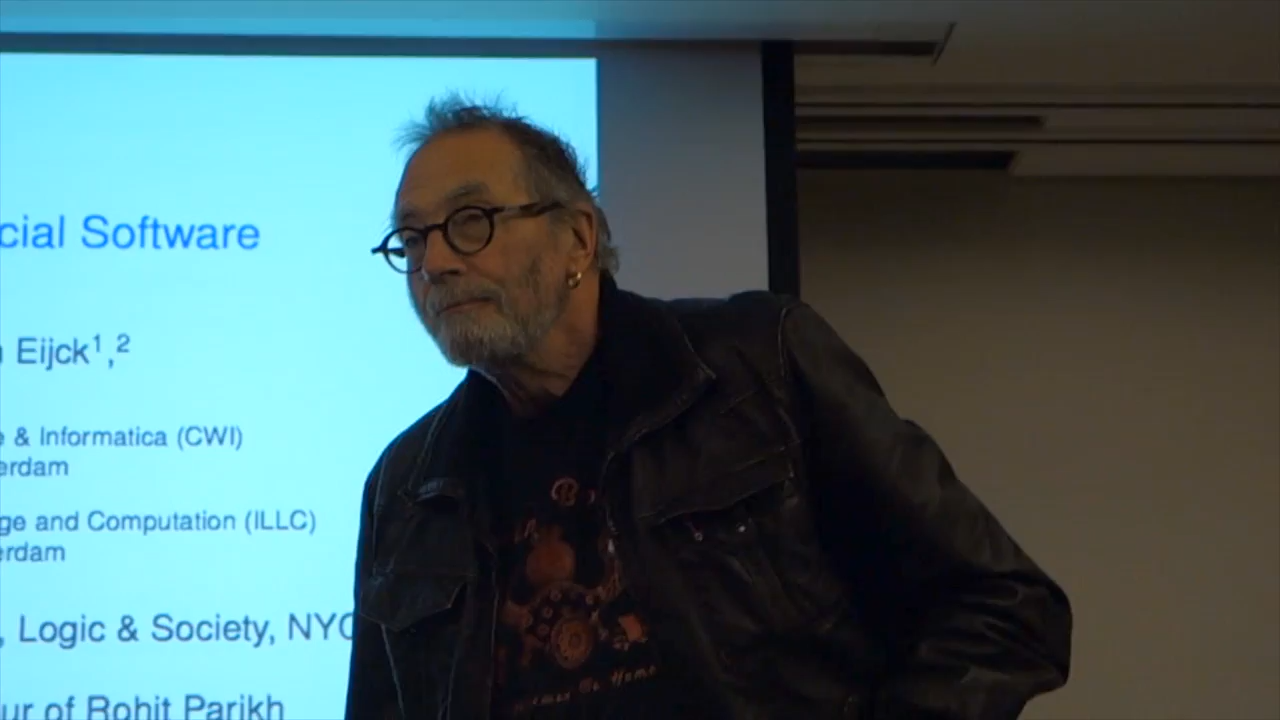 cial Software
Eijck1,2
e & Informatica (CWI)
erdam
ge and Computation (ILLC)
erdam
, Logic & Society, NYC
ur of Rohit Parikh
Home